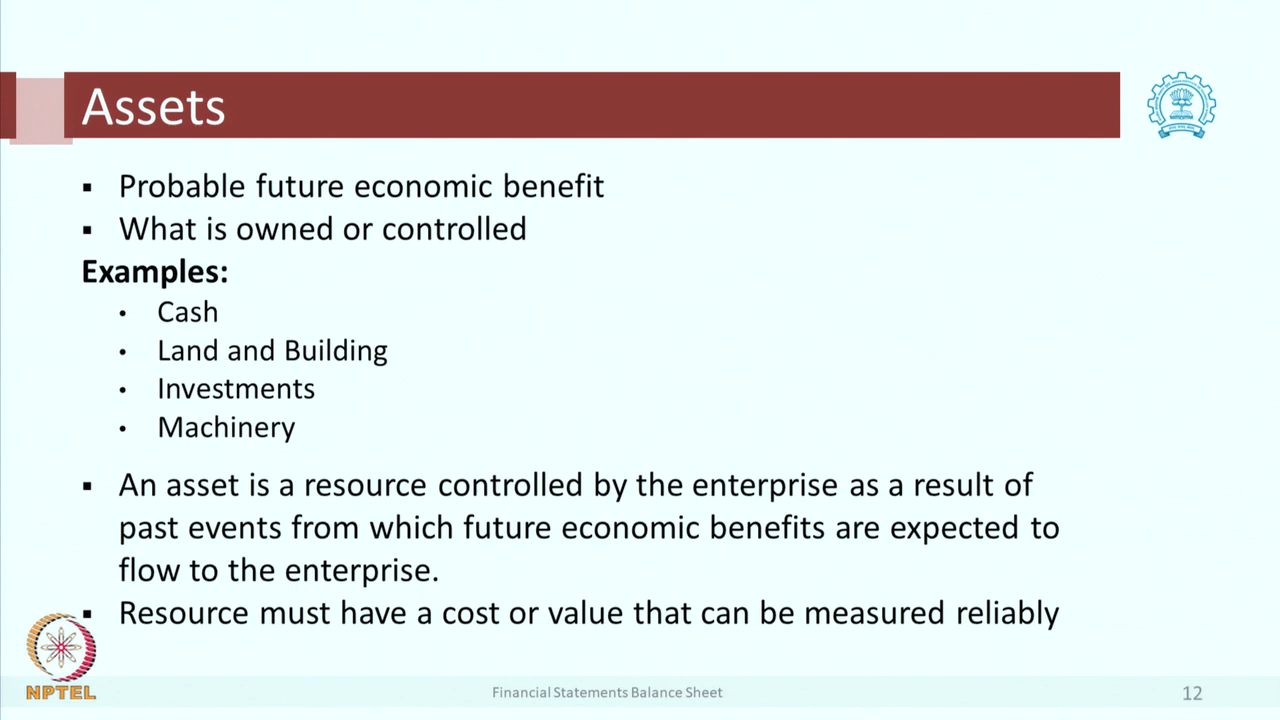 Assets
▪ Probable future economic benefit
▪ What is owned or controlled
Examples:
• Cash
• Land and Building
• Investments
• Machinery
▪ An asset is a resource controlled by the enterprise as a result of
past events from which future economic benefits are expected to
flow to the enterprise.
▪ Resource must have a cost or value that can be measured reliably
NPTEL
Financial Statements Balance Sheet
12